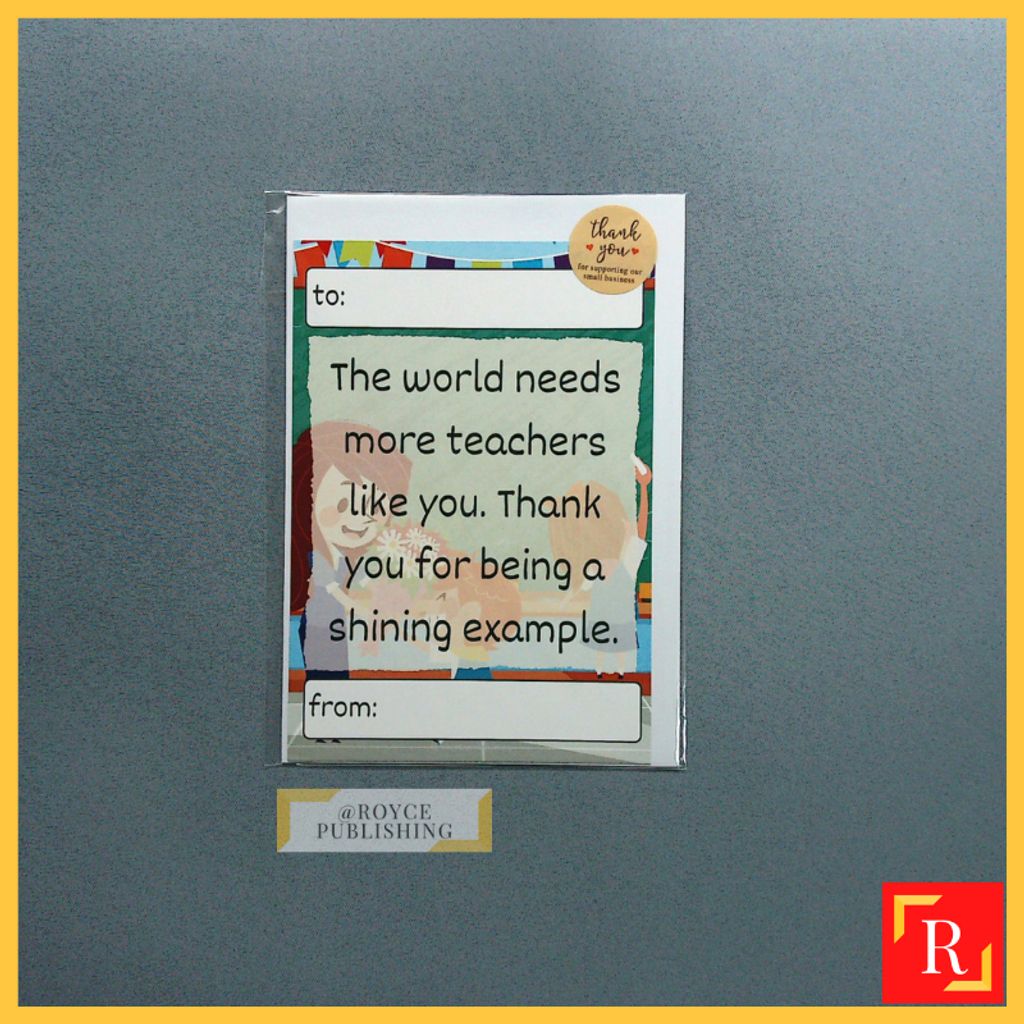 thank
you
for supporting our
small business
to:
The world needs
more teachers
like you. Thank
you for being a
shining example.
from:
@ROYCE
PUBLISHING
R